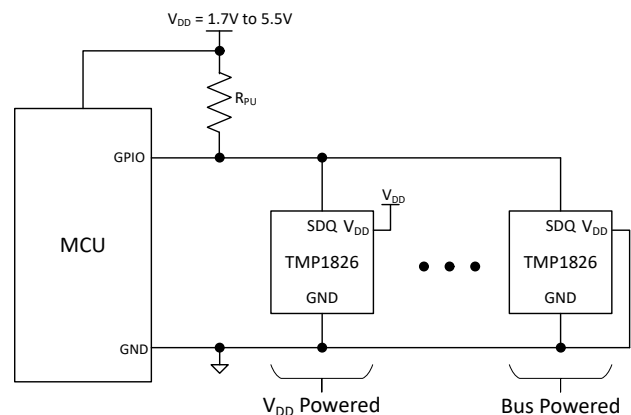 V_DD = 1.7V to 5.5V
R_PU
GPIO
V_DD
SDQ V_DD
SDQ V_DD
MCU
TMP1826
TMP1826
GND
GND
GND
V_DD Powered
Bus Powered